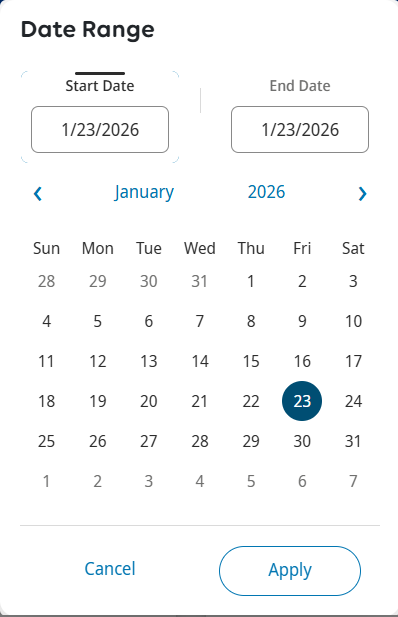 Date Range
Start Date End Date
1/23/2026 1/23/2026
January 2026
Sun Mon Tue Wed Thu Fri Sat
28 29 30 31 1 2 3
4 5 6 7 8 9 10
11 12 13 14 15 16 17
18 19 20 21 22 23 24
25 26 27 28 29 30 31
1 2 3 4 5 6 7
Cancel Apply